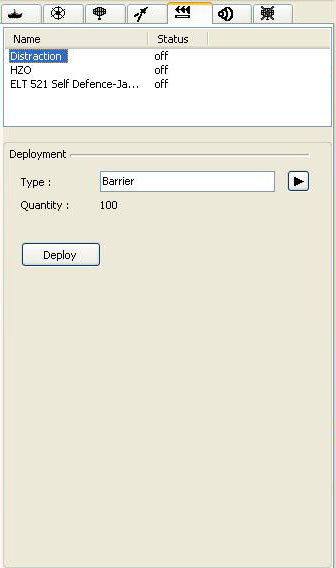 Name Status
Distraction off
HZO off
ELT 521 Self Defence-Ja... off
Deployment
Type : Barrier
Quantity : 100
Deploy